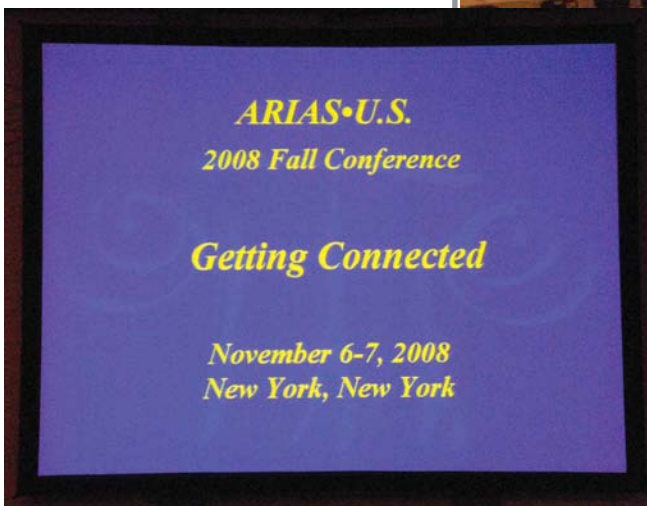 ARIAS•U.S.
2008 Fall Conference
Getting Connected
November 6-7, 2008
New York, New York